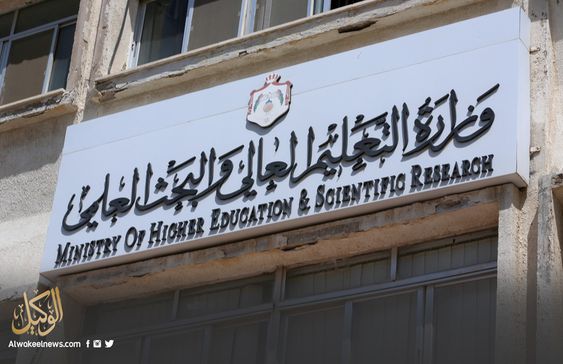 وزارة التعليم العالي والبحث العلمي
MINISTRY OF HIGHER EDUCATION & SCIENTIFIC RESEARCH
الوكيل
Alwakeelnews.com